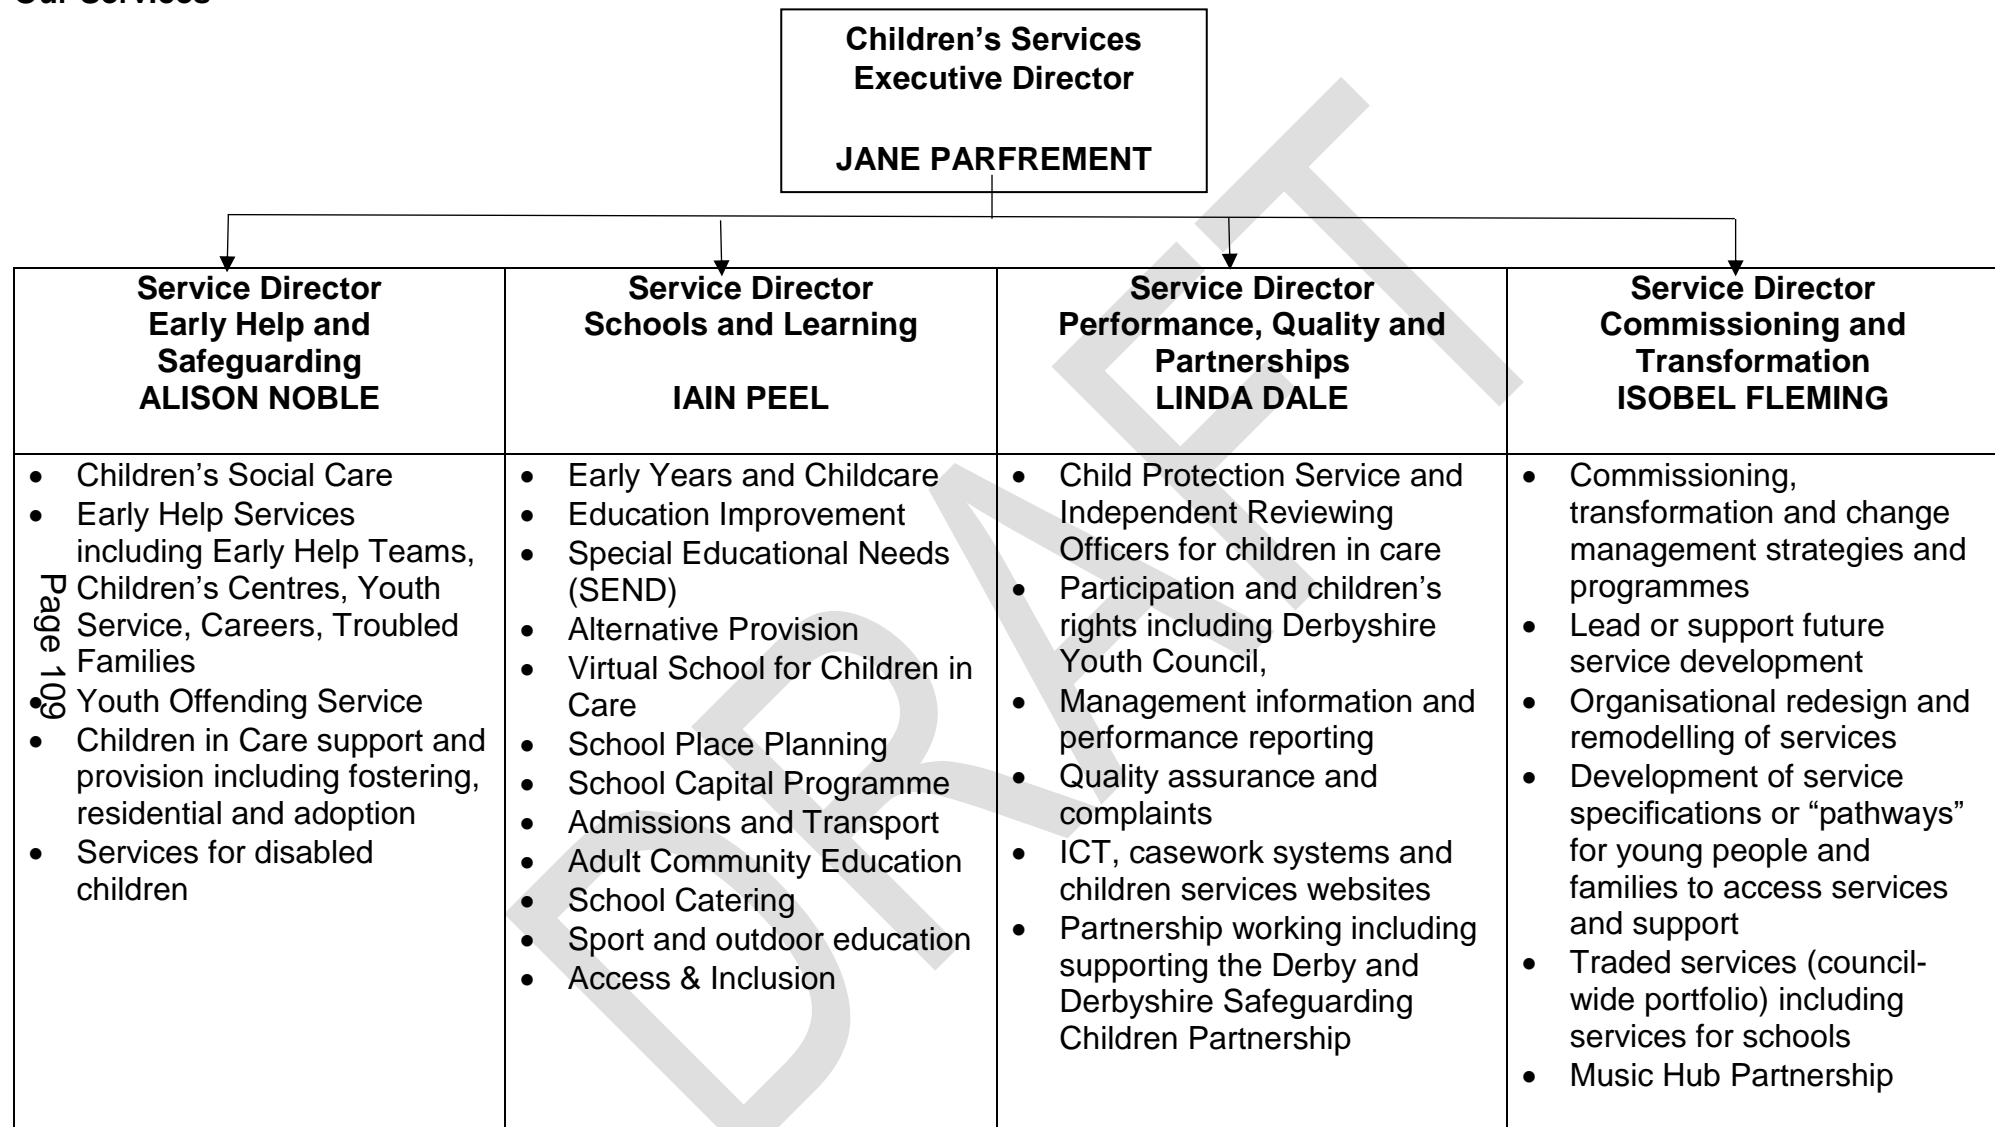 Our Services
Children’s Services
Executive Director
JANE PARFREMENT
Service Director
Early Help and
Safeguarding
ALISON NOBLE
Service Director
Schools and Learning
IAIN PEEL
Service Director
Performance, Quality and
Partnerships
LINDA DALE
Service Director
Commissioning and
Transformation
ISOBEL FLEMING
• Children’s Social Care
• Early Help Services
including Early Help Teams,
Children’s Centres, Youth
Service, Careers, Troubled
Families
• Youth Offending Service
• Children in Care support and
provision including fostering,
residential and adoption
• Services for disabled
children
• Early Years and Childcare
• Education Improvement
• Special Educational Needs
(SEND)
• Alternative Provision
• Virtual School for Children in
Care
• School Place Planning
• School Capital Programme
• Admissions and Transport
• Adult Community Education
• School Catering
• Sport and outdoor education
• Access & Inclusion
• Child Protection Service and
Independent Reviewing
Officers for children in care
• Participation and children’s
rights including Derbyshire
Youth Council,
• Management information and
performance reporting
• Quality assurance and
complaints
• ICT, casework systems and
children services websites
• Partnership working including
supporting the Derby and
Derbyshire Safeguarding
Children Partnership
• Commissioning,
transformation and change
management strategies and
programmes
• Lead or support future
service development
• Organisational redesign and
remodelling of services
• Development of service
specifications or “pathways”
for young people and
families to access services
and support
• Traded services (council-
wide portfolio) including
services for schools
• Music Hub Partnership
Page 109
DRAFT